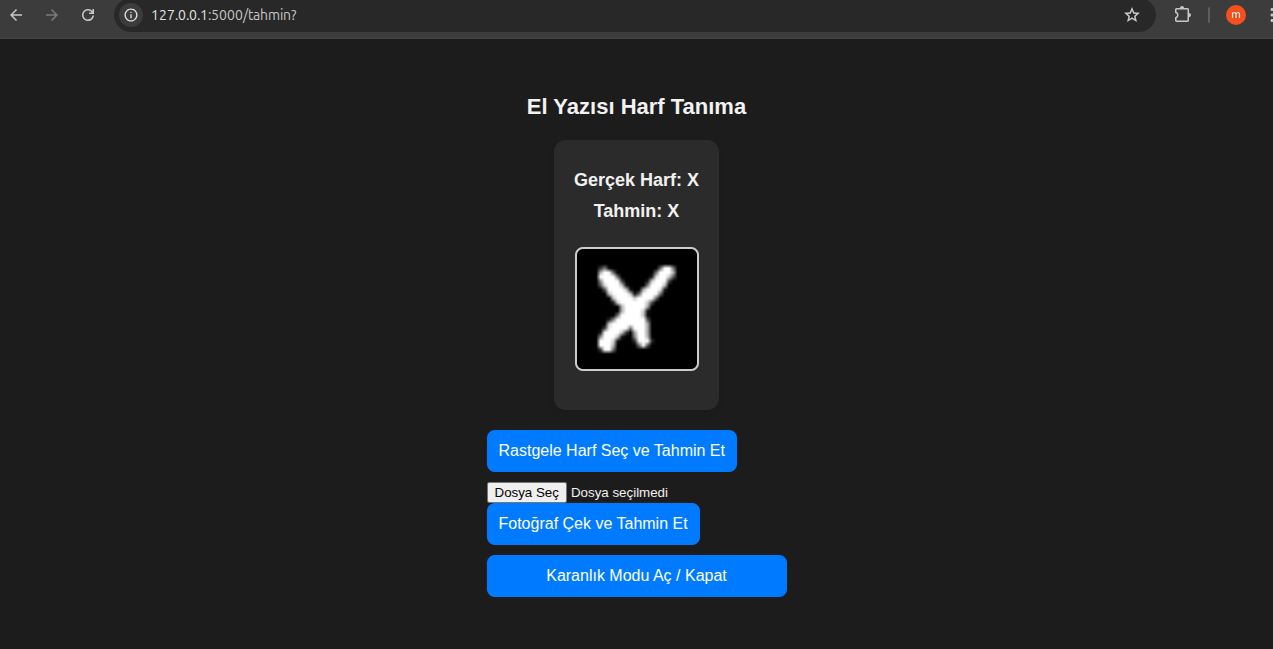 127.0.0.1:5000/tahmin?
m
El Yazısı Harf Tanıma
Gerçek Harf: X
Tahmin: X
X
Rastgele Harf Seç ve Tahmin Et
Dosya Seç Dosya seçilmedi
Fotoğraf Çek ve Tahmin Et
Karanlık Modu Aç / Kapat